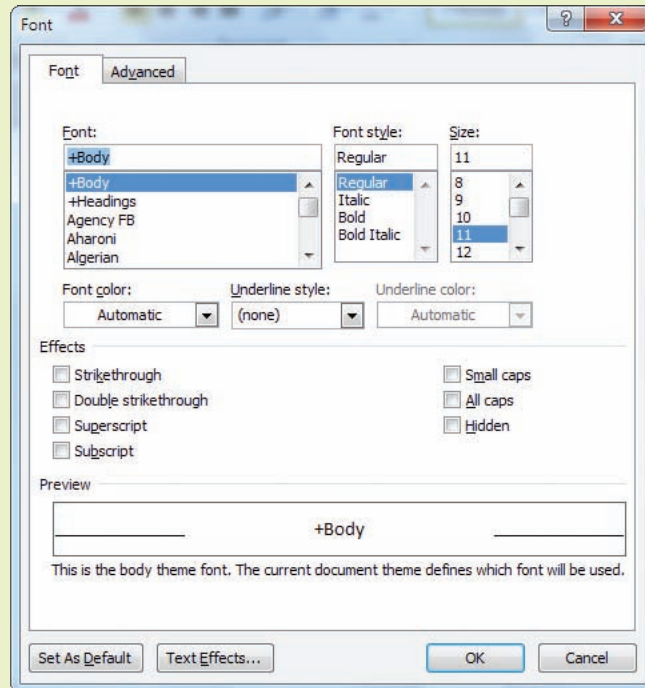 Font
Font Advanced
Font: Font style: Size:
+Body Regular 11
+Body Regular 8
+Headings Italic 9
Agency FB Bold 10
Aharoni Bold Italic 11
Algerian 12
Font color: Underline style: Underline color:
Automatic (none) Automatic
Effects
Strikethrough Small caps
Double strikethrough All caps
Superscript Hidden
Subscript
Preview
+Body
This is the body theme font. The current document theme defines which font will be used.
Set As Default Text Effects... OK Cancel